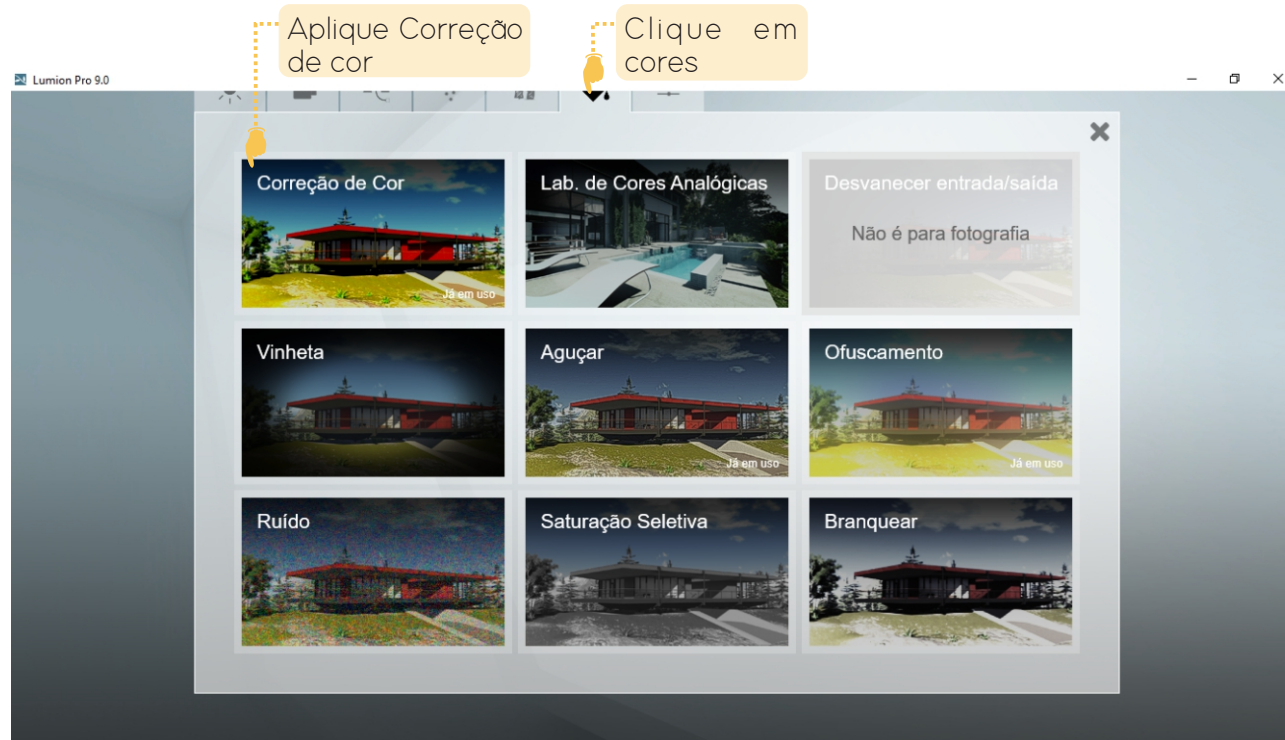 Aplique Correção
de cor
Clique em
cores
Lumion Pro 9.0
Correção de Cor
Já em uso
Lab. de Cores Analógicas
Desvanecer entrada/saída
Não é para fotografia
Vinheta
Aguçar
Já em uso
Ofuscamento
Já em uso
Ruído
Saturação Seletiva
Branquear